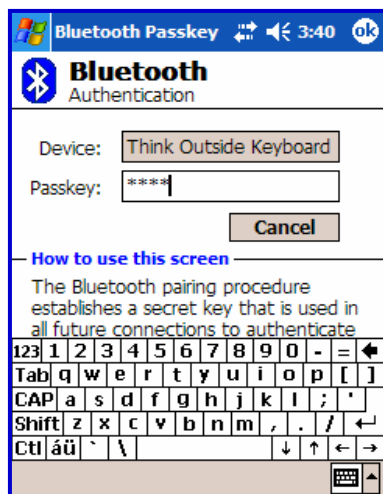 Bluetooth Passkey 3:40 ok
Bluetooth
Authentication
Device: Think Outside Keyboard
Passkey: ****
Cancel
How to use this screen
The Bluetooth pairing procedure
establishes a secret key that is used in
all future connections to authenticate
123 1 2 3 4 5 6 7 8 9 0 - =
Tab q w e r t y u i o p [ ]
CAP a s d f g h j k l ; '
Shift z x c v b n m , . /
Ctl áü ` \ ↓ ↑ ← →